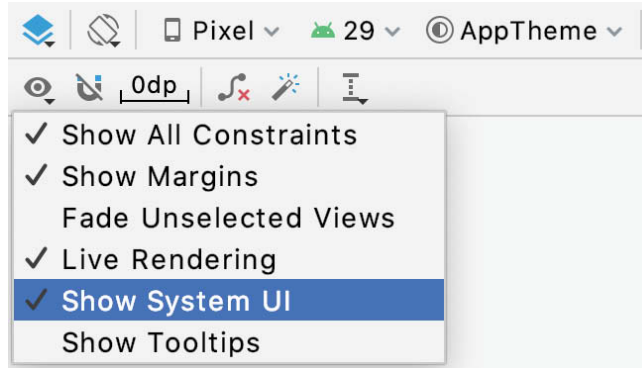 Pixel 29 AppTheme
0dp
Show All Constraints
Show Margins
Fade Unselected Views
Live Rendering
Show System UI
Show Tooltips